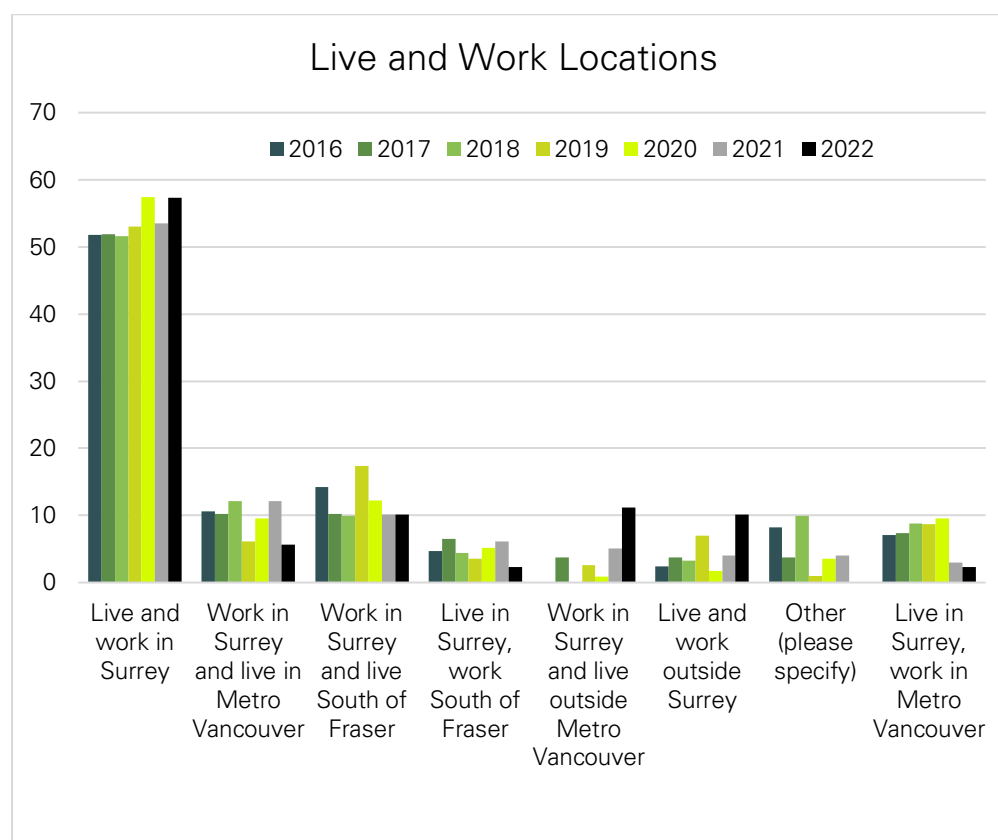 Live and Work Locations
70
2016 2017 2018 2019 2020 2021 2022
60
50
40
30
20
10
0
Live and
work in
Surrey
Work in
Surrey
and live in
Metro
Vancouver
Work in
Surrey
and live
South of
Fraser
Live in
Surrey,
work
South of
Fraser
Work in
Surrey
and live
outside
Metro
Vancouver
Live and
work
outside
Surrey
Other
(please
specify)
Live in
Surrey,
work in
Metro
Vancouver